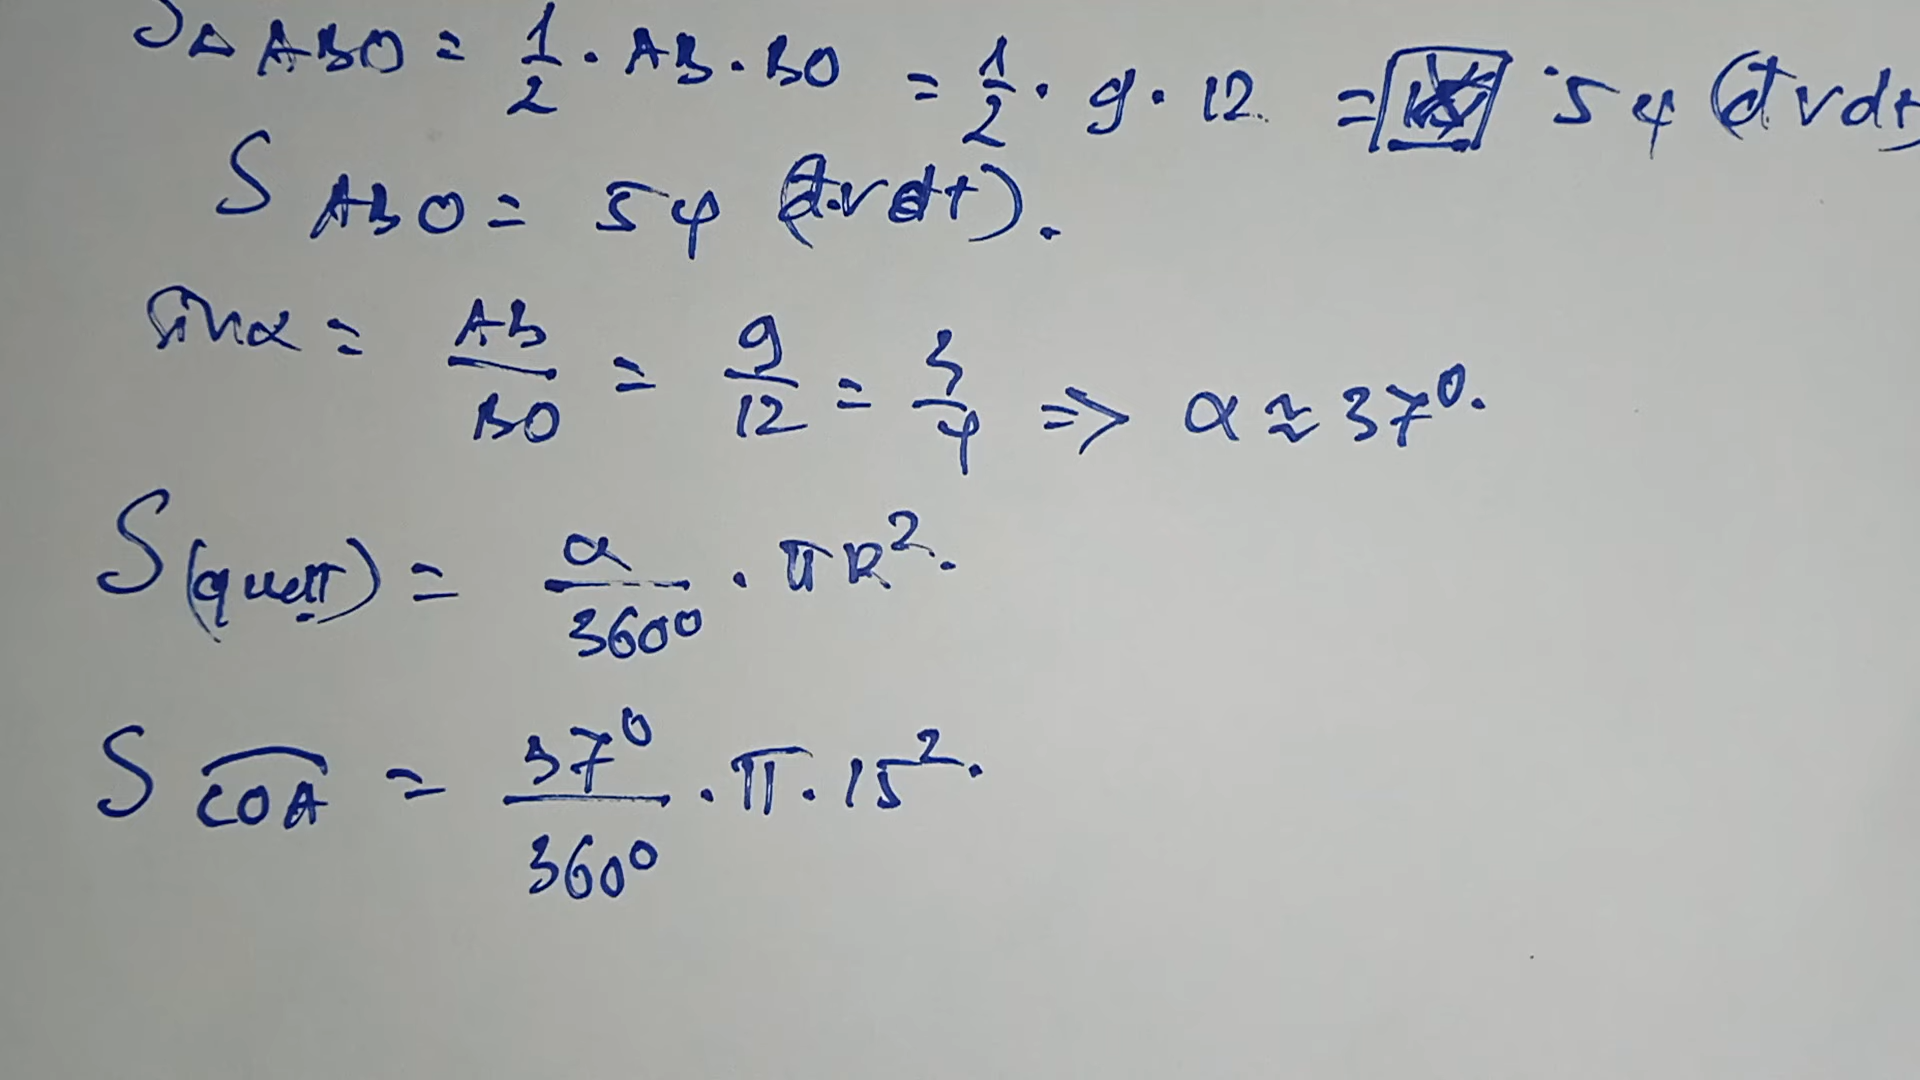 S△ABO = 1/2 . AB . BO = 1/2 . 9 . 12 = 54 (đvdt)
S ABO = 54 (đvdt).
sinα = AB/BO = 9/12 = 3/4 => α ≈ 37⁰.
S(quạt) = α/360⁰ . πR².
S COA = 37⁰/360⁰ . π . 15².